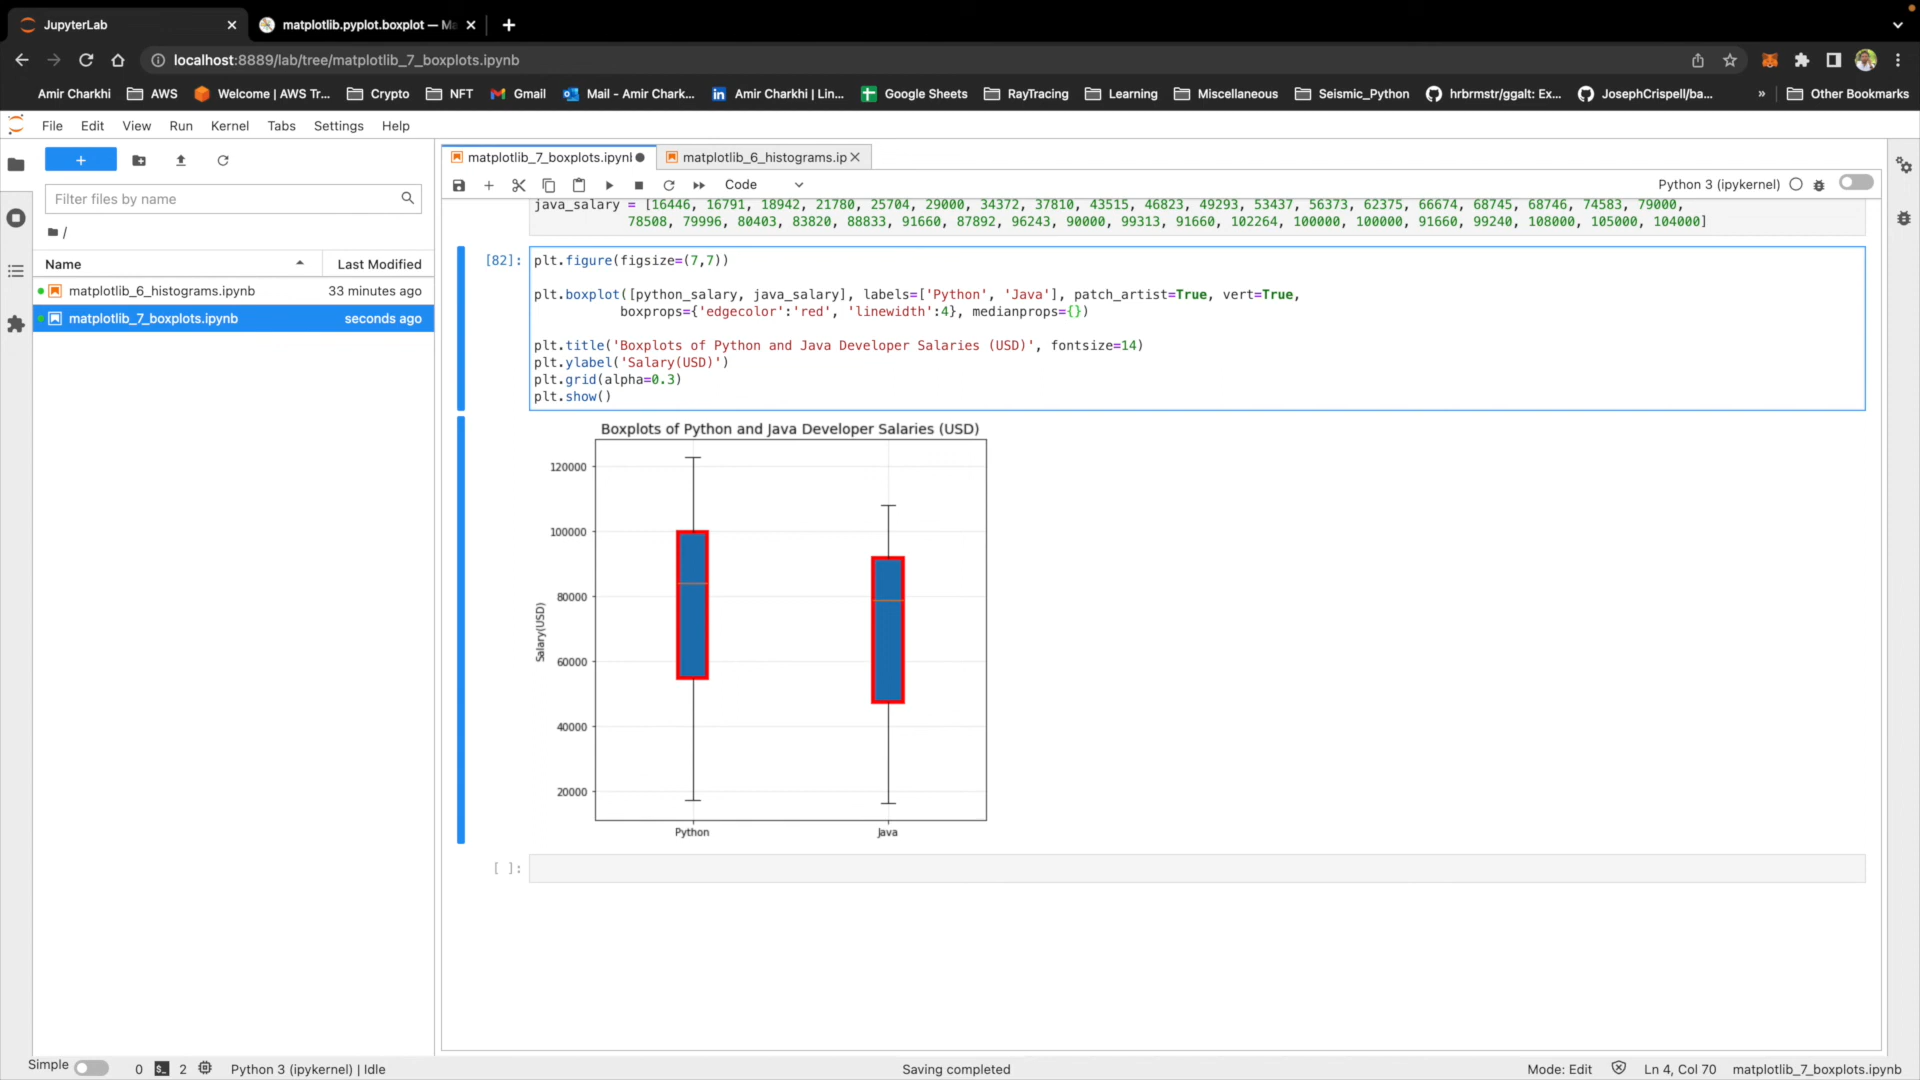 JupyterLab
matplotlib.pyplot.boxplot — Ma
localhost:8889/lab/tree/matplotlib_7_boxplots.ipynb
Amir Charkhi AWS Welcome | AWS Tr... Crypto NFT Gmail Mail - Amir Chark... Amir Charkhi | Lin... Google Sheets RayTracing Learning Miscellaneous Seismic_Python hrbrmstr/ggalt: Ex... JosephCrispell/ba... » Other Bookmarks
File Edit View Run Kernel Tabs Settings Help
Filter files by name
/
Name Last Modified
matplotlib_6_histograms.ipynb 33 minutes ago
matplotlib_7_boxplots.ipynb seconds ago
matplotlib_7_boxplots.ipynl matplotlib_6_histograms.ip
Code Python 3 (ipykernel)
java_salary = [16446, 16791, 18942, 21780, 25704, 29000, 34372, 37810, 43515, 46823, 49293, 53437, 56373, 62375, 66674, 68745, 68746, 74583, 79000,
78508, 79996, 80403, 83820, 88833, 91660, 87892, 96243, 90000, 99313, 91660, 102264, 100000, 100000, 91660, 99240, 108000, 105000, 104000]
[82]: plt.figure(figsize=(7,7))
plt.boxplot([python_salary, java_salary], labels=['Python', 'Java'], patch_artist=True, vert=True,
boxprops={'edgecolor':'red', 'linewidth':4}, medianprops={})
plt.title('Boxplots of Python and Java Developer Salaries (USD)', fontsize=14)
plt.ylabel('Salary(USD)')
plt.grid(alpha=0.3)
plt.show()
Boxplots of Python and Java Developer Salaries (USD)
120000
100000
80000
60000
40000
20000
Salary(USD)
Python Java
[ ]:
Simple 0 2 Python 3 (ipykernel) | Idle Saving completed Mode: Edit Ln 4, Col 70 matplotlib_7_boxplots.ipynb